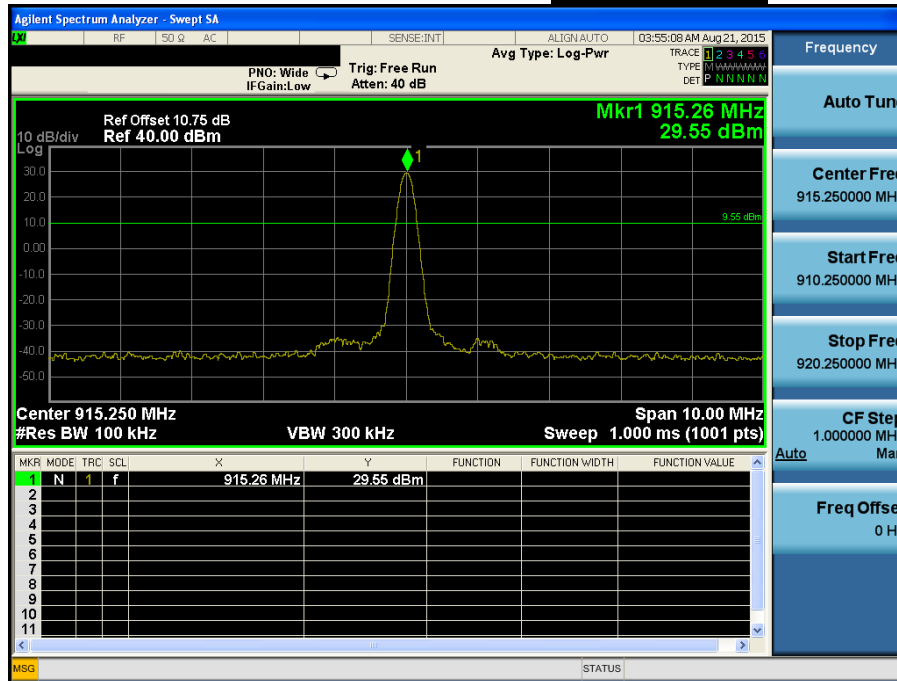 Agilent Spectrum Analyzer - Swept SA
LXI RF 50 Ω AC SENSE:INT ALIGN AUTO 03:55:08 AM Aug 21, 2015
Avg Type: Log-Pwr TRACE 1 2 3 4 5 6
PNO: Wide Trig: Free Run TYPE M WWWWW
IFGain:Low Atten: 40 dB DET P N N N N N
Mkr1 915.26 MHz
Ref Offset 10.75 dB
10 dB/div Ref 40.00 dBm 29.55 dBm
Log
1
30.0
20.0
10.0
9.55 dBm
0.00
-10.0
-20.0
-30.0
-40.0
-50.0
Center 915.250 MHz Span 10.00 MHz
#Res BW 100 kHz VBW 300 kHz Sweep 1.000 ms (1001 pts)
MKR MODE TRC SCL X Y FUNCTION FUNCTION WIDTH FUNCTION VALUE
1 N 1 f 915.26 MHz 29.55 dBm
2
3
4
5
6
7
8
9
10
11
MSG STATUS
Frequency
Auto Tun
Center Fre
915.250000 MH
Start Fre
910.250000 MH
Stop Fre
920.250000 MH
CF Step
1.000000 MH
Auto Ma
Freq Offse
0 H